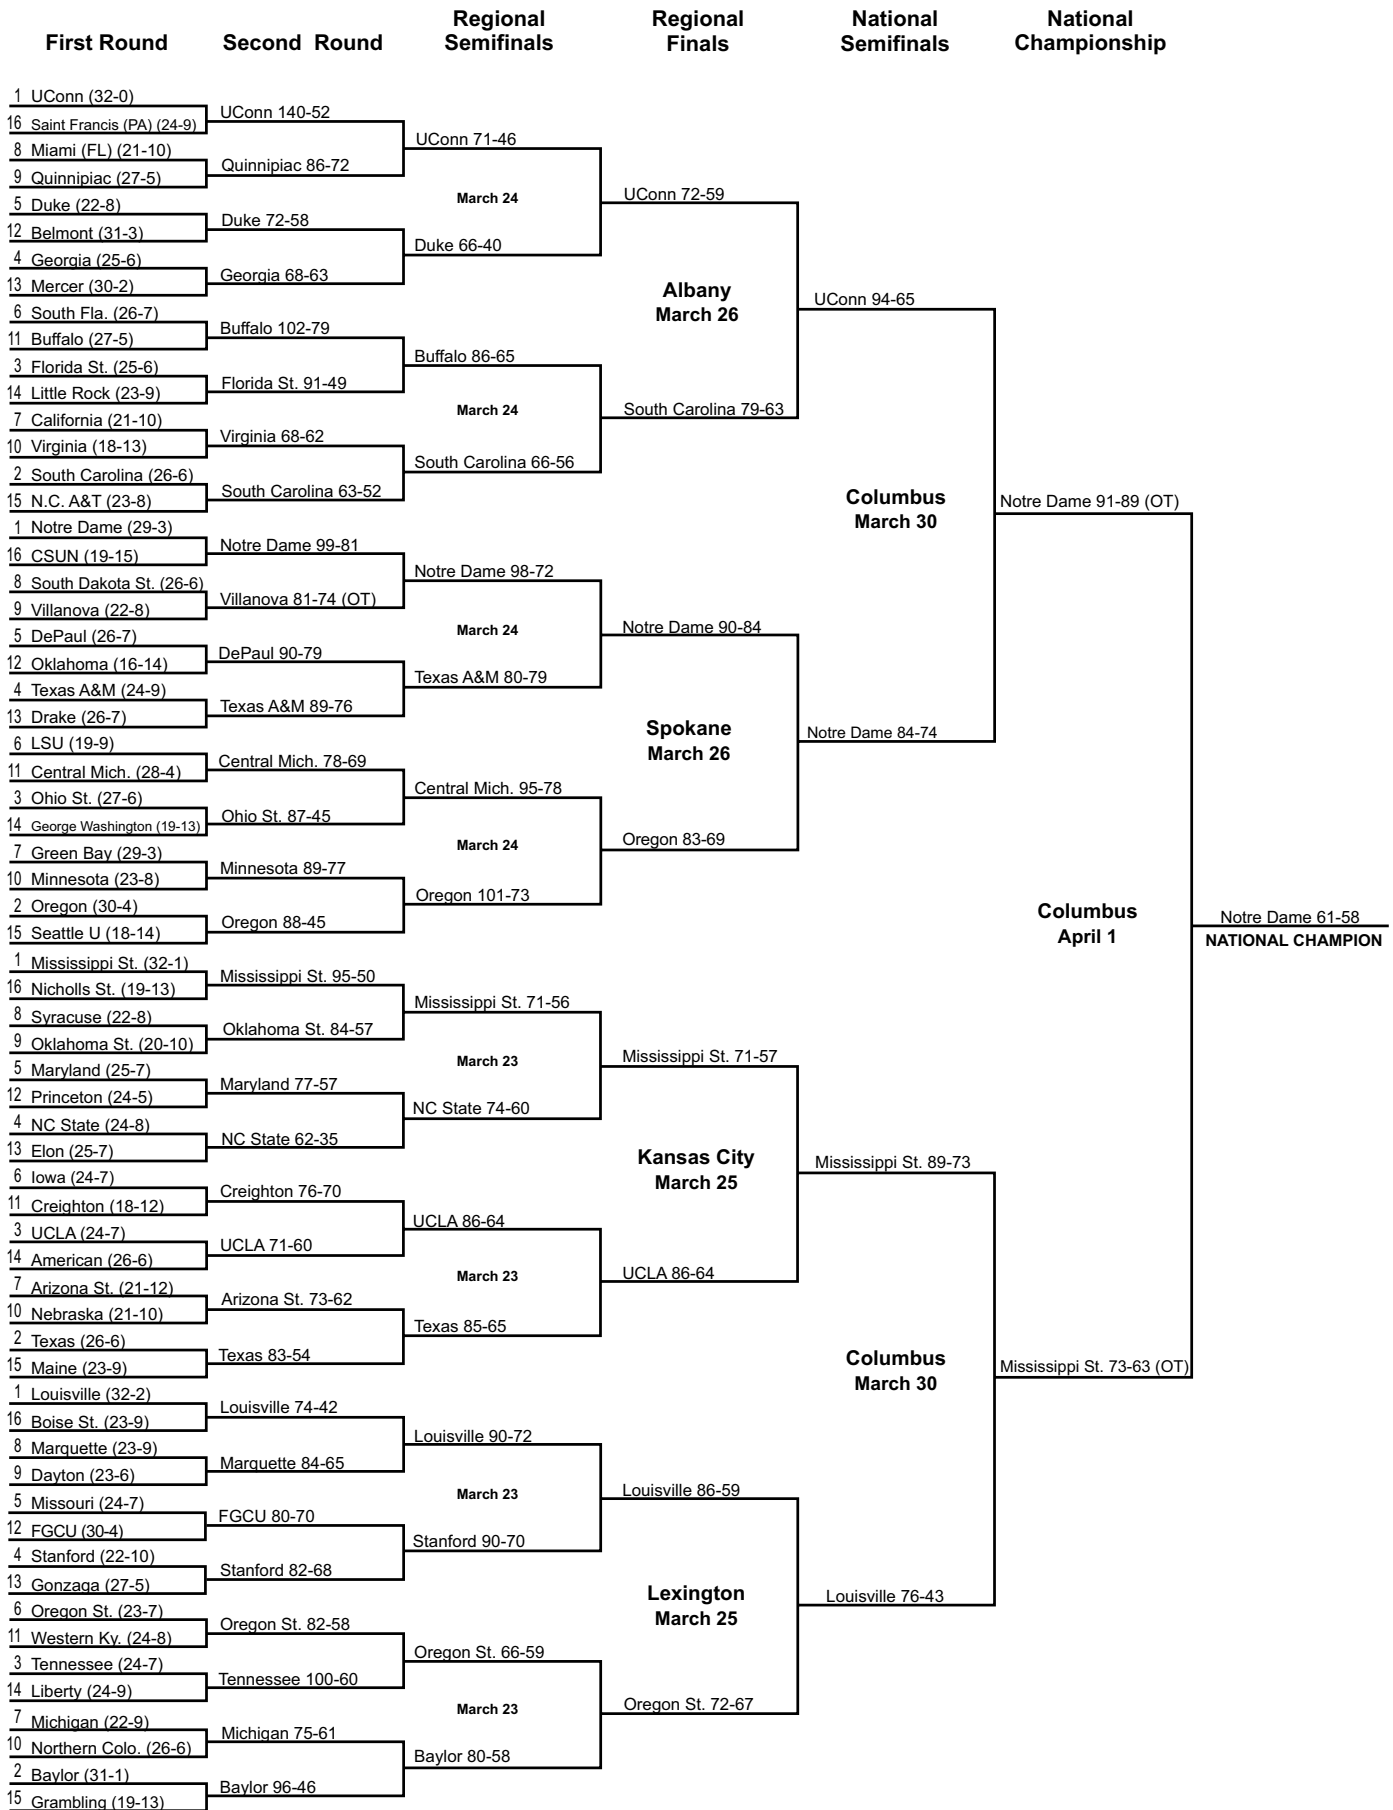 First Round
Second Round
Regional
Semifinals
Regional
Finals
National
Semifinals
National
Championship
1 UConn (32-0)
16 Saint Francis (PA) (24-9)
8 Miami (FL) (21-10)
9 Quinnipiac (27-5)
5 Duke (22-8)
12 Belmont (31-3)
4 Georgia (25-6)
13 Mercer (30-2)
6 South Fla. (26-7)
11 Buffalo (27-5)
3 Florida St. (25-6)
14 Little Rock (23-9)
7 California (21-10)
10 Virginia (18-13)
2 South Carolina (26-6)
15 N.C. A&T (23-8)
1 Notre Dame (29-3)
16 CSUN (19-15)
8 South Dakota St. (26-6)
9 Villanova (22-8)
5 DePaul (26-7)
12 Oklahoma (16-14)
4 Texas A&M (24-9)
13 Drake (26-7)
6 LSU (19-9)
11 Central Mich. (28-4)
3 Ohio St. (27-6)
14 George Washington (19-13)
7 Green Bay (29-3)
10 Minnesota (23-8)
2 Oregon (30-4)
15 Seattle U (18-14)
1 Mississippi St. (32-1)
16 Nicholls St. (19-13)
8 Syracuse (22-8)
9 Oklahoma St. (20-10)
5 Maryland (25-7)
12 Princeton (24-5)
4 NC State (24-8)
13 Elon (25-7)
6 Iowa (24-7)
11 Creighton (18-12)
3 UCLA (24-7)
14 American (26-6)
7 Arizona St. (21-12)
10 Nebraska (21-10)
2 Texas (26-6)
15 Maine (23-9)
1 Louisville (32-2)
16 Boise St. (23-9)
8 Marquette (23-9)
9 Dayton (23-6)
5 Missouri (24-7)
12 FGCU (30-4)
4 Stanford (22-10)
13 Gonzaga (27-5)
6 Oregon St. (23-7)
11 Western Ky. (24-8)
3 Tennessee (24-7)
14 Liberty (24-9)
7 Michigan (22-9)
10 Northern Colo. (26-6)
2 Baylor (31-1)
15 Grambling (19-13)
UConn 140-52
Quinnipiac 86-72
Duke 72-58
Georgia 68-63
Buffalo 102-79
Florida St. 91-49
Virginia 68-62
South Carolina 63-52
Notre Dame 99-81
Villanova 81-74 (OT)
DePaul 90-79
Texas A&M 89-76
Central Mich. 78-69
Ohio St. 87-45
Minnesota 89-77
Oregon 88-45
Mississippi St. 95-50
Oklahoma St. 84-57
Maryland 77-57
NC State 62-35
Creighton 76-70
UCLA 71-60
Arizona St. 73-62
Texas 83-54
Louisville 74-42
Marquette 84-65
FGCU 80-70
Stanford 82-68
Oregon St. 82-58
Tennessee 100-60
Michigan 75-61
Baylor 96-46
UConn 71-46
March 24
Duke 66-40
Buffalo 86-65
March 24
South Carolina 66-56
Notre Dame 98-72
March 24
Texas A&M 80-79
Central Mich. 95-78
March 24
Oregon 101-73
Mississippi St. 71-56
March 23
NC State 74-60
UCLA 86-64
March 23
Texas 85-65
Louisville 90-72
March 23
Stanford 90-70
Oregon St. 66-59
March 23
Baylor 80-58
UConn 72-59
Albany
March 26
South Carolina 79-63
Notre Dame 90-84
Spokane
March 26
Oregon 83-69
Mississippi St. 71-57
Kansas City
March 25
UCLA 86-64
Louisville 86-59
Lexington
March 25
Oregon St. 72-67
UConn 94-65
Columbus
March 30
Notre Dame 84-74
Mississippi St. 89-73
Columbus
March 30
Louisville 76-43
Notre Dame 91-89 (OT)
Columbus
April 1
Mississippi St. 73-63 (OT)
Notre Dame 61-58
NATIONAL CHAMPION